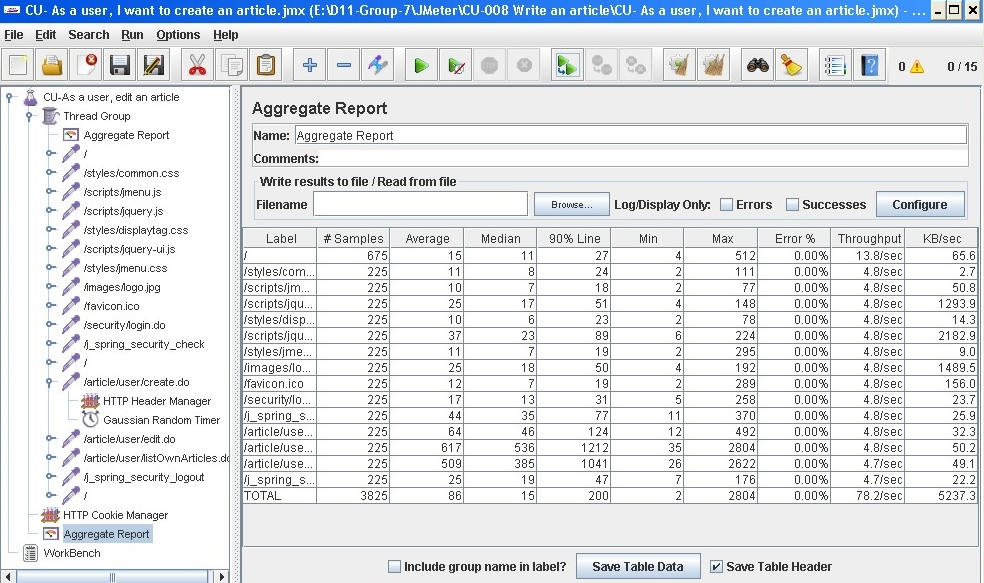 CU- As a user, I want to create an article.jmx (E:\D11-Group-7\JMeter\CU-008 Write an article\CU- As a user, I want to create an article.jmx) - ...
File Edit Search Run Options Help
0 0 / 15
CU-As a user, edit an article
Thread Group
Aggregate Report
/
/styles/common.css
/scripts/jmenu.js
/scripts/jquery.js
/styles/displaytag.css
/scripts/jquery-ui.js
/styles/jmenu.css
/images/logo.jpg
/favicon.ico
/security/login.do
/j_spring_security_check
/
/article/user/create.do
HTTP Header Manager
Gaussian Random Timer
/article/user/edit.do
/article/user/listOwnArticles.do
/j_spring_security_logout
/
HTTP Cookie Manager
Aggregate Report
WorkBench
Aggregate Report
Name: Aggregate Report
Comments:
Write results to file / Read from file
Filename Browse... Log/Display Only: Errors Successes Configure
Label # Samples Average Median 90% Line Min Max Error % Throughput KB/sec
/ 675 15 11 27 4 512 0.00% 13.8/sec 65.6
/styles/com... 225 11 8 24 2 111 0.00% 4.8/sec 2.7
/scripts/jm... 225 10 7 18 2 77 0.00% 4.8/sec 50.8
/scripts/jqu... 225 25 17 51 4 148 0.00% 4.8/sec 1293.9
/styles/disp... 225 10 6 23 2 78 0.00% 4.8/sec 14.3
/scripts/jqu... 225 37 23 89 6 224 0.00% 4.8/sec 2182.9
/styles/jme... 225 11 7 19 2 295 0.00% 4.8/sec 9.0
/images/lo... 225 25 18 50 4 192 0.00% 4.8/sec 1489.5
/favicon.ico 225 12 7 19 2 289 0.00% 4.8/sec 156.0
/security/lo... 225 17 13 31 5 258 0.00% 4.8/sec 23.7
/j_spring_s... 225 44 35 77 11 370 0.00% 4.8/sec 25.9
/article/use... 225 64 46 124 12 492 0.00% 4.8/sec 32.3
/article/use... 225 617 536 1212 35 2804 0.00% 4.8/sec 50.2
/article/use... 225 509 385 1041 26 2622 0.00% 4.7/sec 49.1
/j_spring_s... 225 25 19 47 7 176 0.00% 4.7/sec 22.2
TOTAL 3825 86 15 200 2 2804 0.00% 78.2/sec 5237.3
Include group name in label? Save Table Data Save Table Header